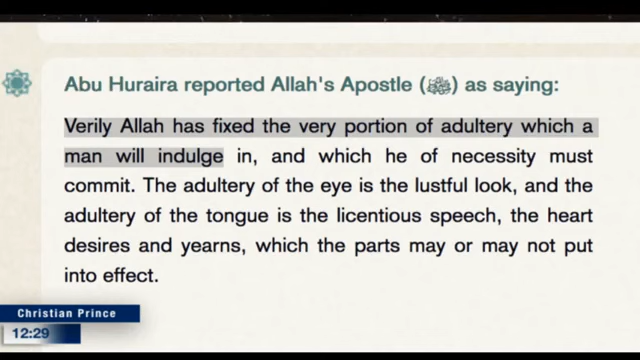 Abu Huraira reported Allah's Apostle (ﷺ) as saying:
Verily Allah has fixed the very portion of adultery which a
man will indulge in, and which he of necessity must
commit. The adultery of the eye is the lustful look, and the
adultery of the tongue is the licentious speech, the heart
desires and yearns, which the parts may or may not put
into effect.
Christian Prince
12:29